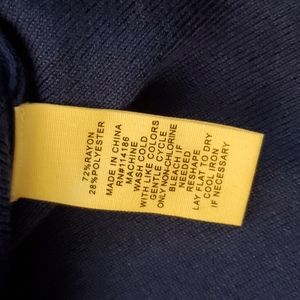 72%RAYON
28%POLYESTER
MADE IN CHINA
RN#114186
MACHINE
WASH COLD
WITH LIKE COLORS
GENTLE CYCLE
ONLY NON-CHLORINE
BLEACH IF
NEEDED
RESHAPE
LAY FLAT TO DRY
COOL IRON
IF NECESSARY